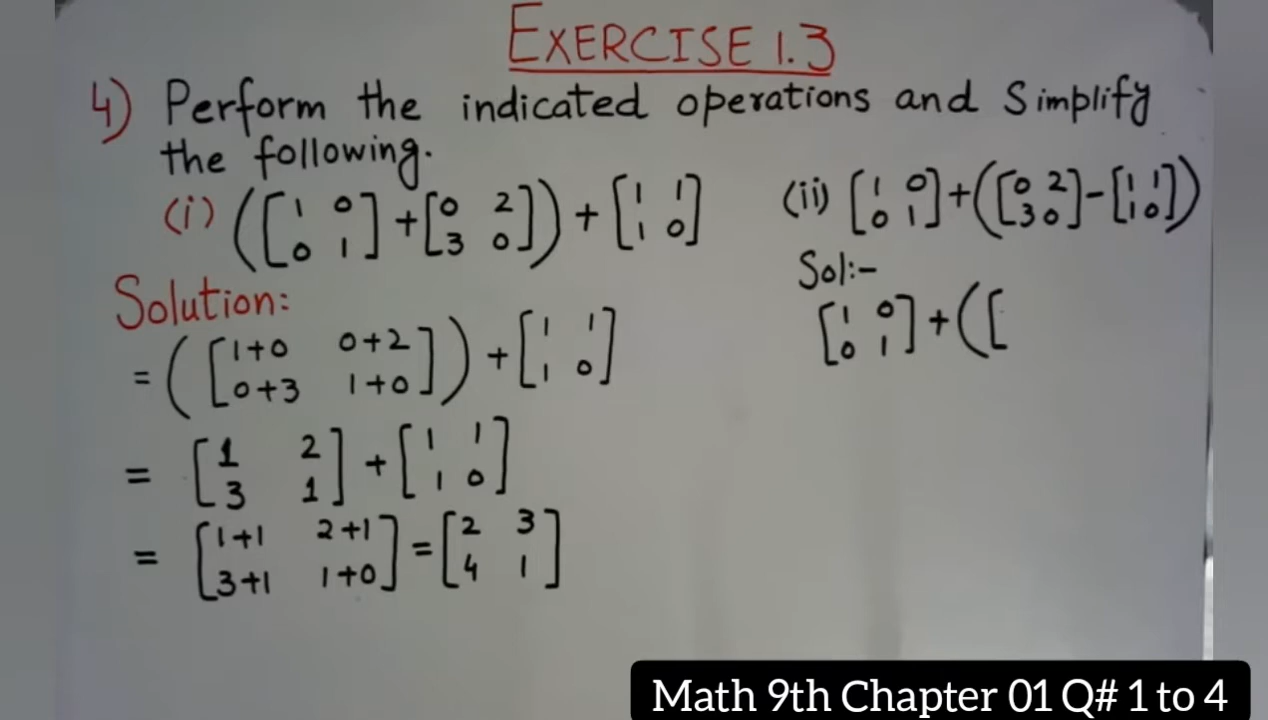 EXERCISE 1.3
4) Perform the indicated operations and Simplify
the following.
(i) ([1 0; 0 1] + [0 2; 3 0]) + [1 1; 1 0]
Solution:
= ([1+0 0+2; 0+3 1+0]) + [1 1; 1 0]
= [1 2; 3 1] + [1 1; 1 0]
= [1+1 2+1; 3+1 1+0] = [2 3; 4 1]
(ii) [1 0; 0 1] + ([0 2; 3 0] - [1 1; 1 0])
Sol:-
[1 0; 0 1] + ([
Math 9th Chapter 01 Q# 1 to 4